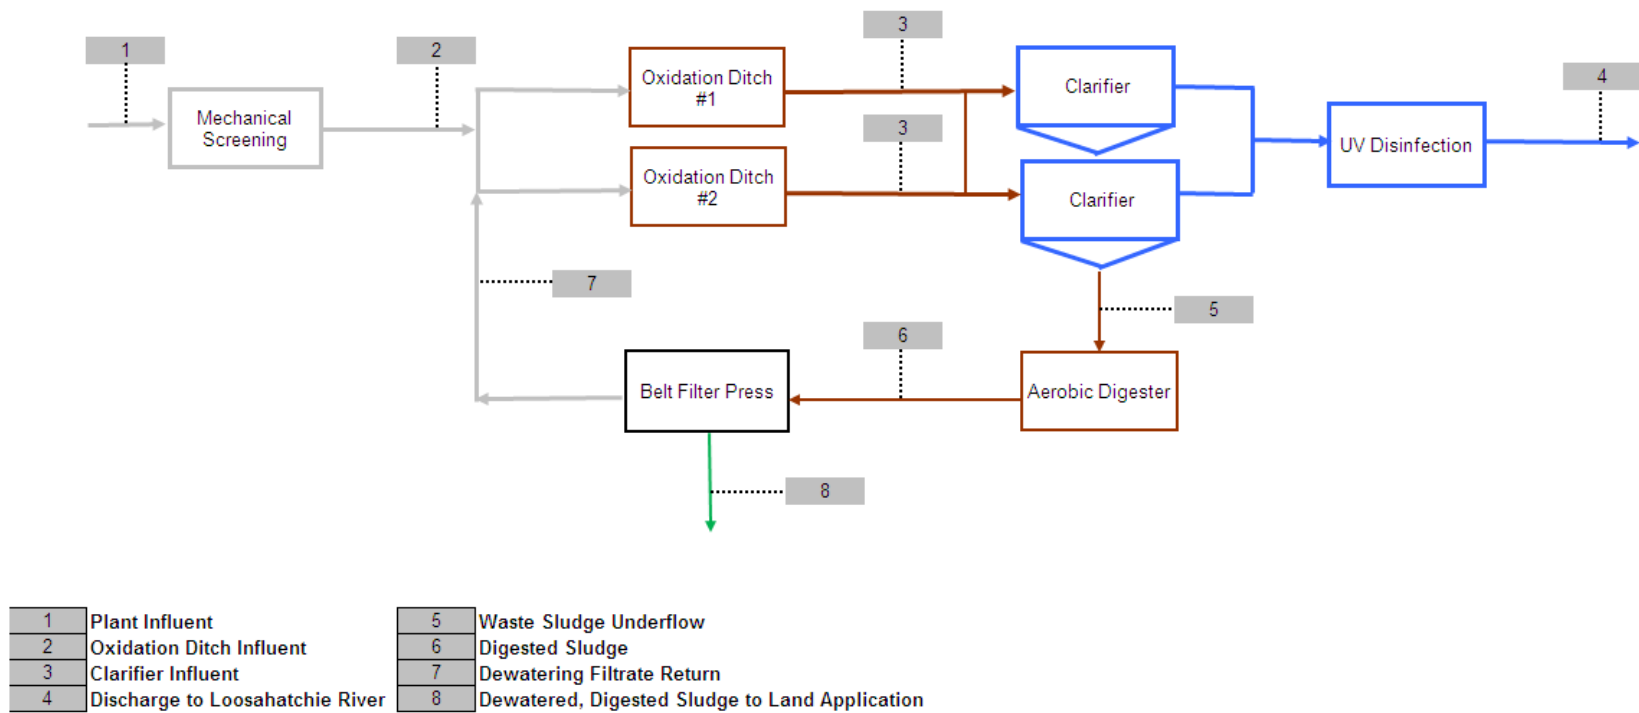 1
2
3
4
Mechanical
Screening
Oxidation Ditch
#1
Clarifier
UV Disinfection
3
Oxidation Ditch
#2
Clarifier
7
5
6
Belt Filter Press
Aerobic Digester
8
1 Plant Influent
2 Oxidation Ditch Influent
3 Clarifier Influent
4 Discharge to Loosahatchie River
5 Waste Sludge Underflow
6 Digested Sludge
7 Dewatering Filtrate Return
8 Dewatered, Digested Sludge to Land Application